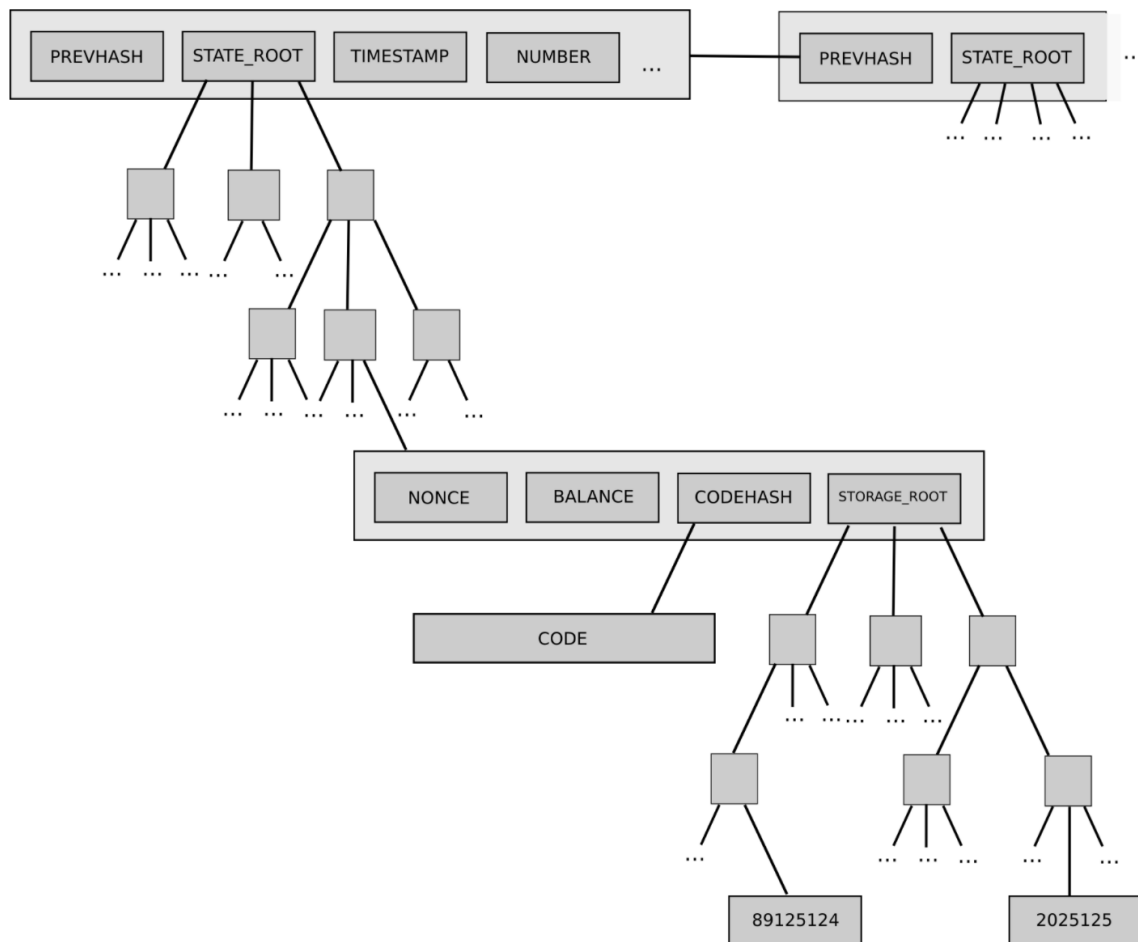 PREVHASH STATE_ROOT TIMESTAMP NUMBER ... PREVHASH STATE_ROOT ...
... ... ... ...
... ... ... ... ...
... ... ... ... ... ... ...
NONCE BALANCE CODEHASH STORAGE_ROOT
CODE
... ... ... ... ...
... ... ... ... ... ...
89125124 2025125